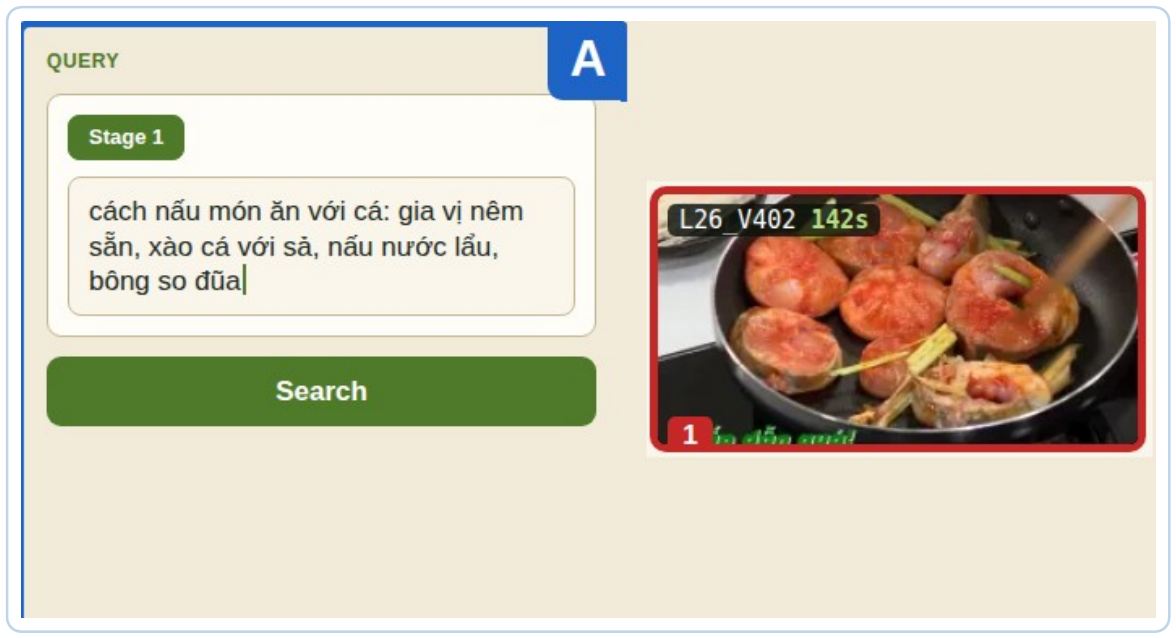 QUERY
A
Stage 1
cách nấu món ăn với cá: gia vị nêm
sẵn, xào cá với sả, nấu nước lẩu,
bông so đũa
Search
L26_V402 142s
1